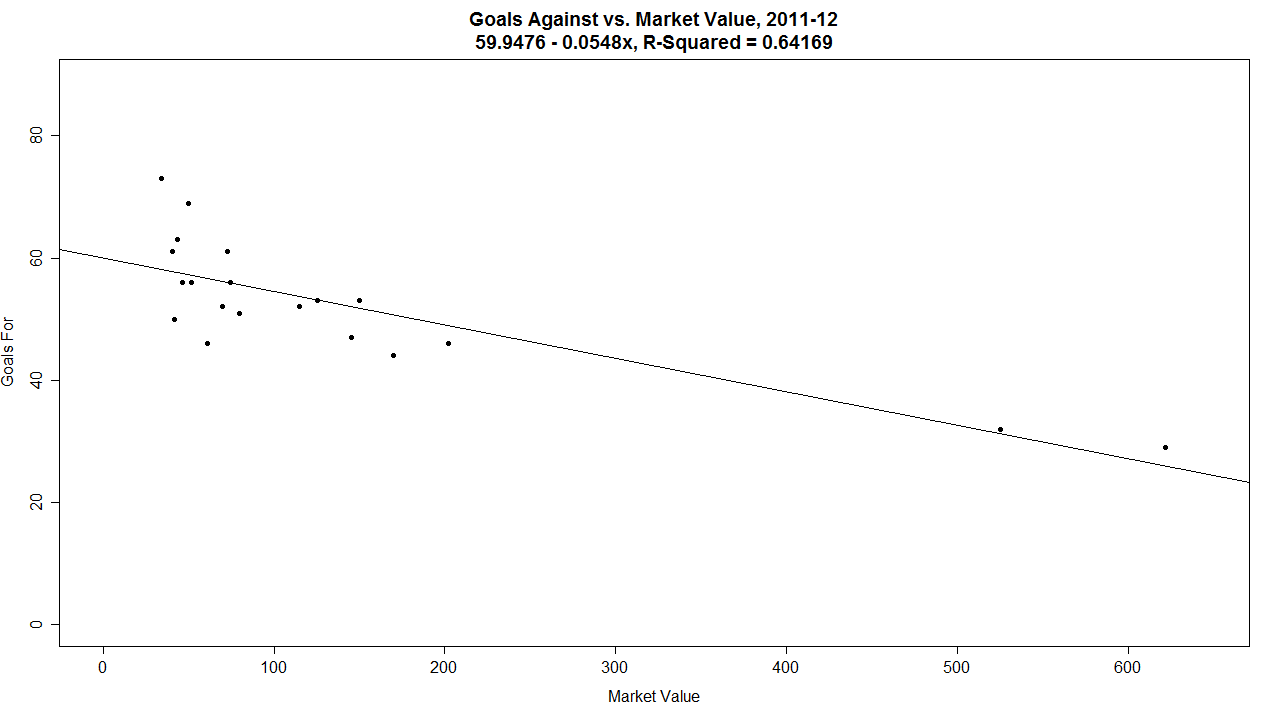 Goals Against vs. Market Value, 2011-12
59.9476 - 0.0548x, R-Squared = 0.64169
Goals For
80
60
40
20
0
0 100 200 300 400 500 600
Market Value